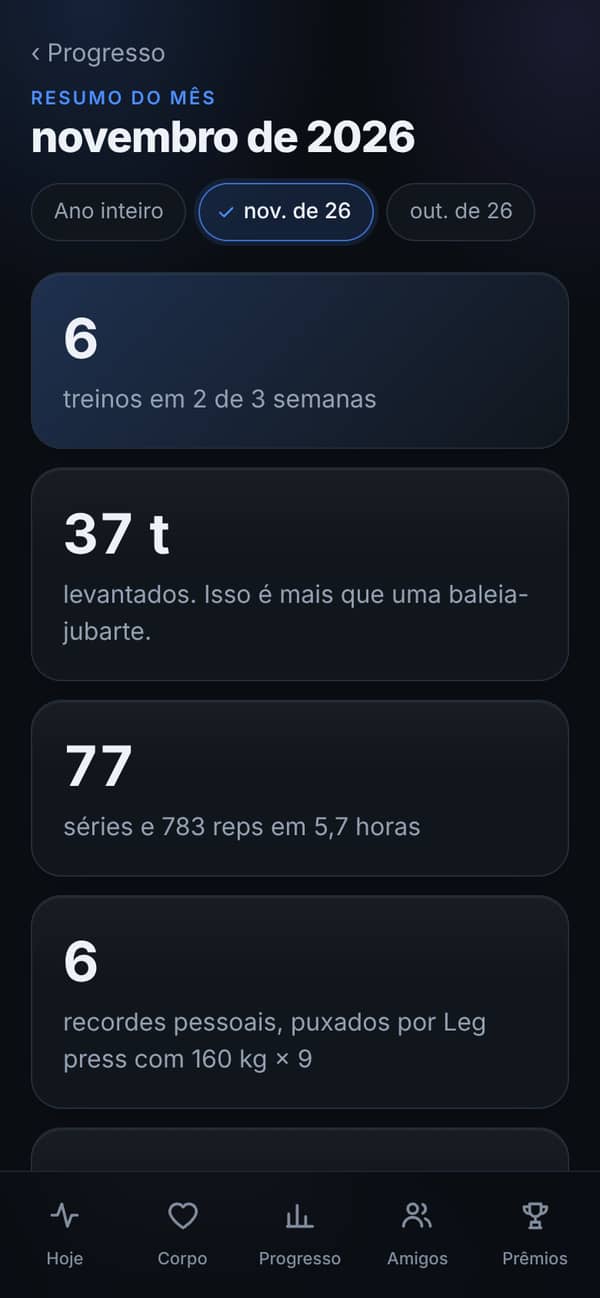 ‹ Progresso
RESUMO DO MÊS
novembro de 2026
Ano inteiro
✓ nov. de 26
out. de 26
6
treinos em 2 de 3 semanas
37 t
levantados. Isso é mais que uma baleia-
jubarte.
77
séries e 783 reps em 5,7 horas
6
recordes pessoais, puxados por Leg
press com 160 kg × 9
Hoje
Corpo
Progresso
Amigos
Prêmios